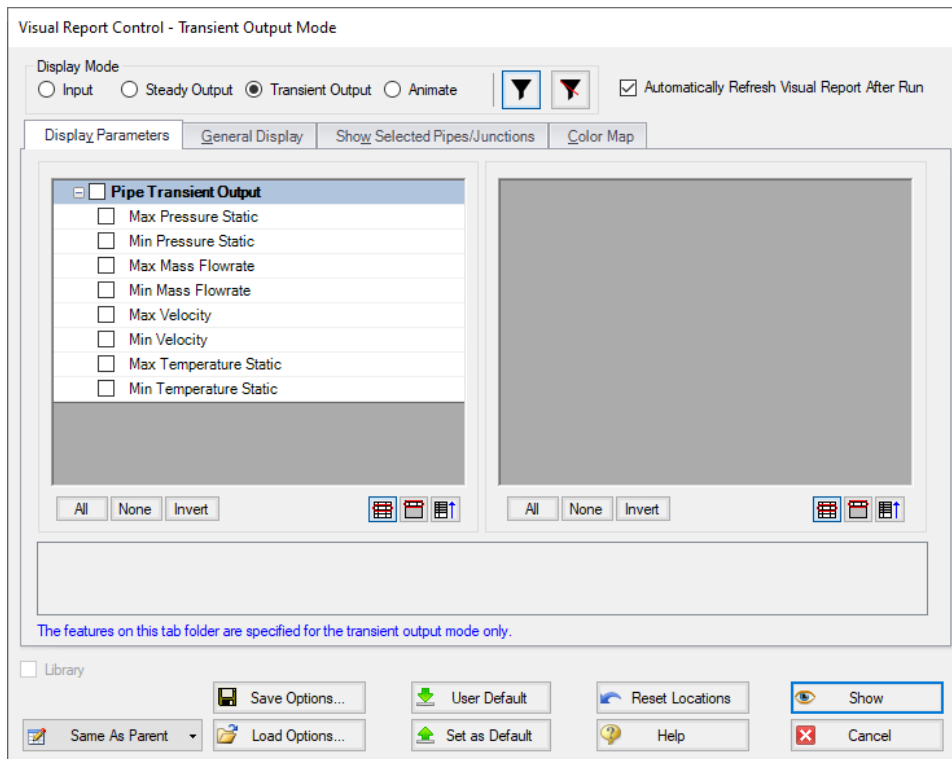 Visual Report Control - Transient Output Mode
Display Mode
Input Steady Output Transient Output Animate
Automatically Refresh Visual Report After Run
Display Parameters General Display Show Selected Pipes/Junctions Color Map
Pipe Transient Output
Max Pressure Static
Min Pressure Static
Max Mass Flowrate
Min Mass Flowrate
Max Velocity
Min Velocity
Max Temperature Static
Min Temperature Static
All None Invert
All None Invert
The features on this tab folder are specified for the transient output mode only.
Library
Save Options... User Default Reset Locations Show
Same As Parent Load Options... Set as Default Help Cancel